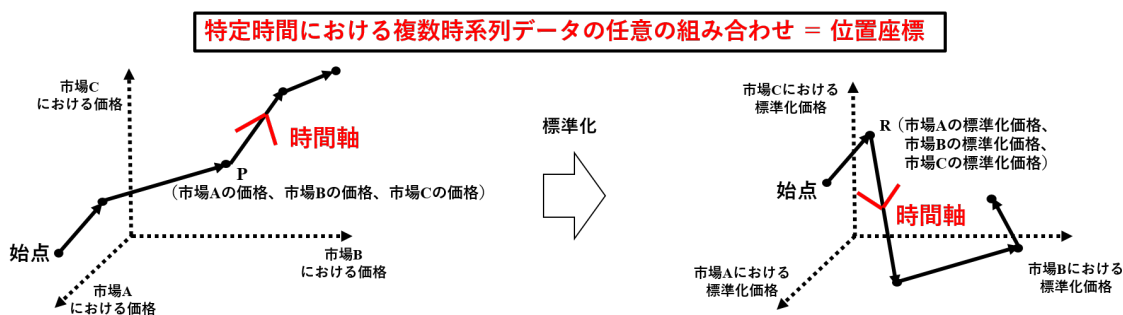 特定時間における複数時系列データの任意の組み合わせ = 位置座標
市場C
における価格
時間軸
P
(市場Aの価格、市場Bの価格、市場Cの価格)
始点
市場B
における価格
市場A
における価格
標準化
市場Cにおける
標準化価格
R(市場Aの標準化価格、
市場Bの標準化価格、
市場Cの標準化価格)
始点
時間軸
市場Aにおける
標準化価格
市場Bにおける
標準化価格